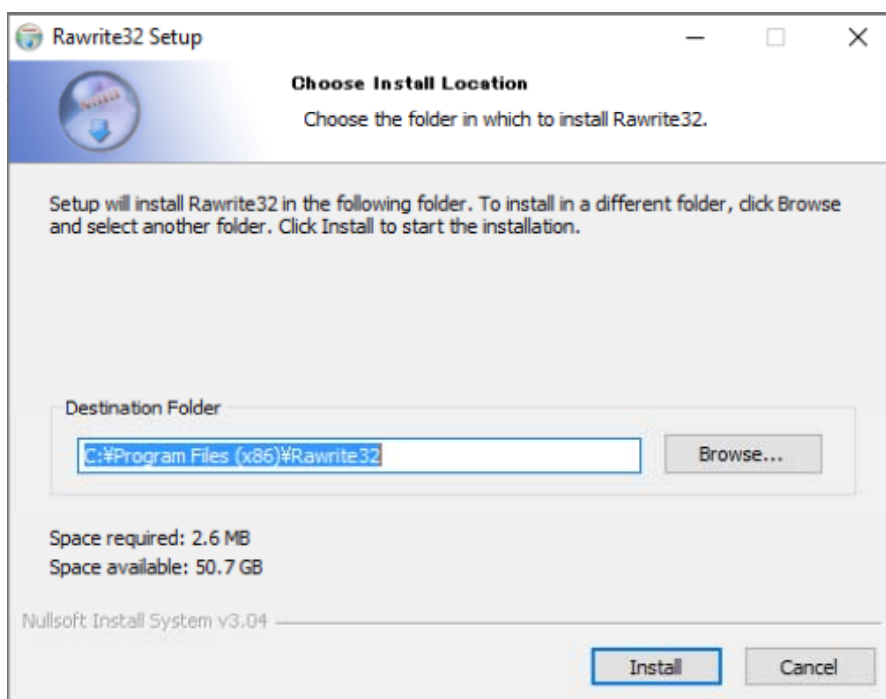 Rawrite32 Setup
Choose Install Location
Choose the folder in which to install Rawrite32.
Setup will install Rawrite32 in the following folder. To install in a different folder, click Browse
and select another folder. Click Install to start the installation.
Destination Folder
C:¥Program Files (x86)¥Rawrite32
Browse...
Space required: 2.6 MB
Space available: 50.7 GB
Nullsoft Install System v3.04
Install
Cancel